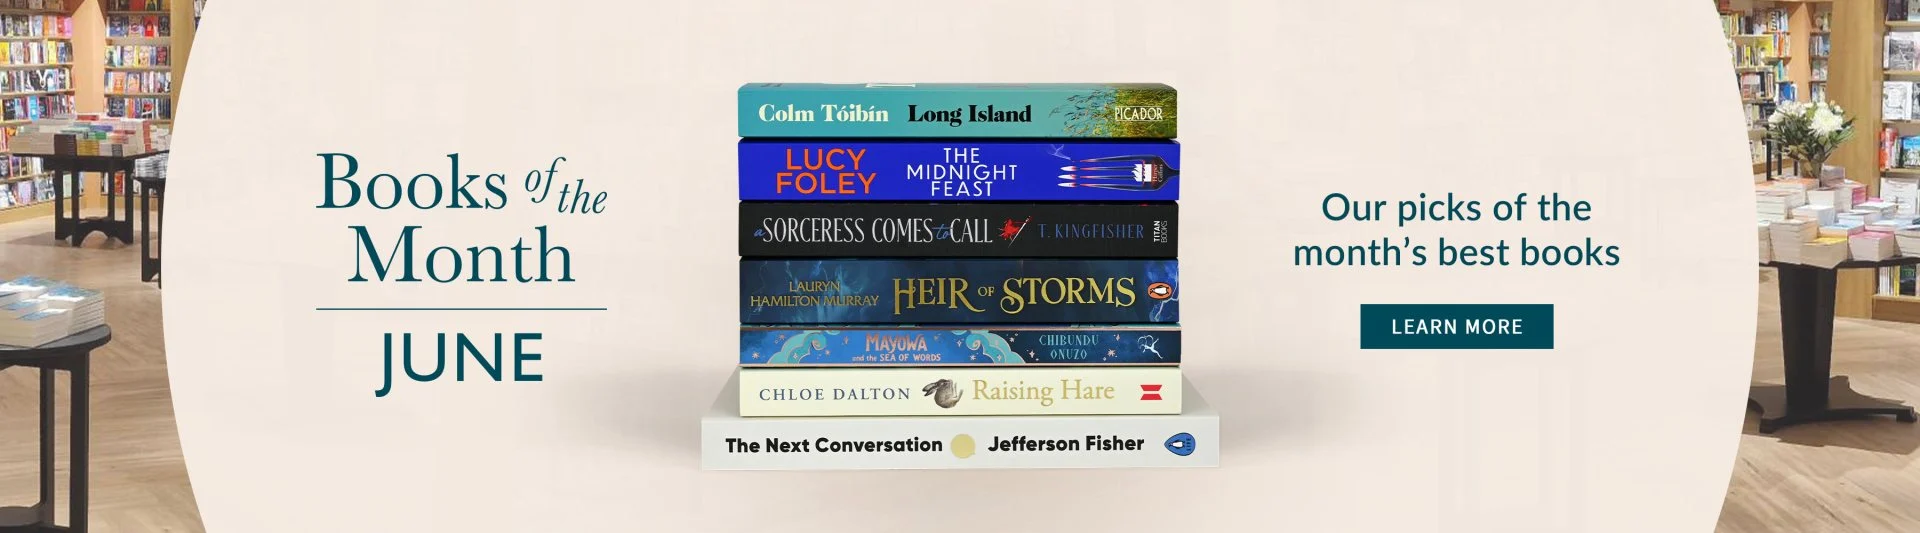 Books of the
Month
JUNE
Colm Tóibín Long Island PICADOR
LUCY FOLEY THE MIDNIGHT FEAST
a SORCERESS COMES to CALL T. KINGFISHER TITAN BOOKS
LAURYN HAMILTON MURRAY HEIR OF STORMS
MAYOWA and the SEA OF WORDS CHIBUNDU ONUZO
CHLOE DALTON Raising Hare
The Next Conversation Jefferson Fisher
Our picks of the
month's best books
LEARN MORE